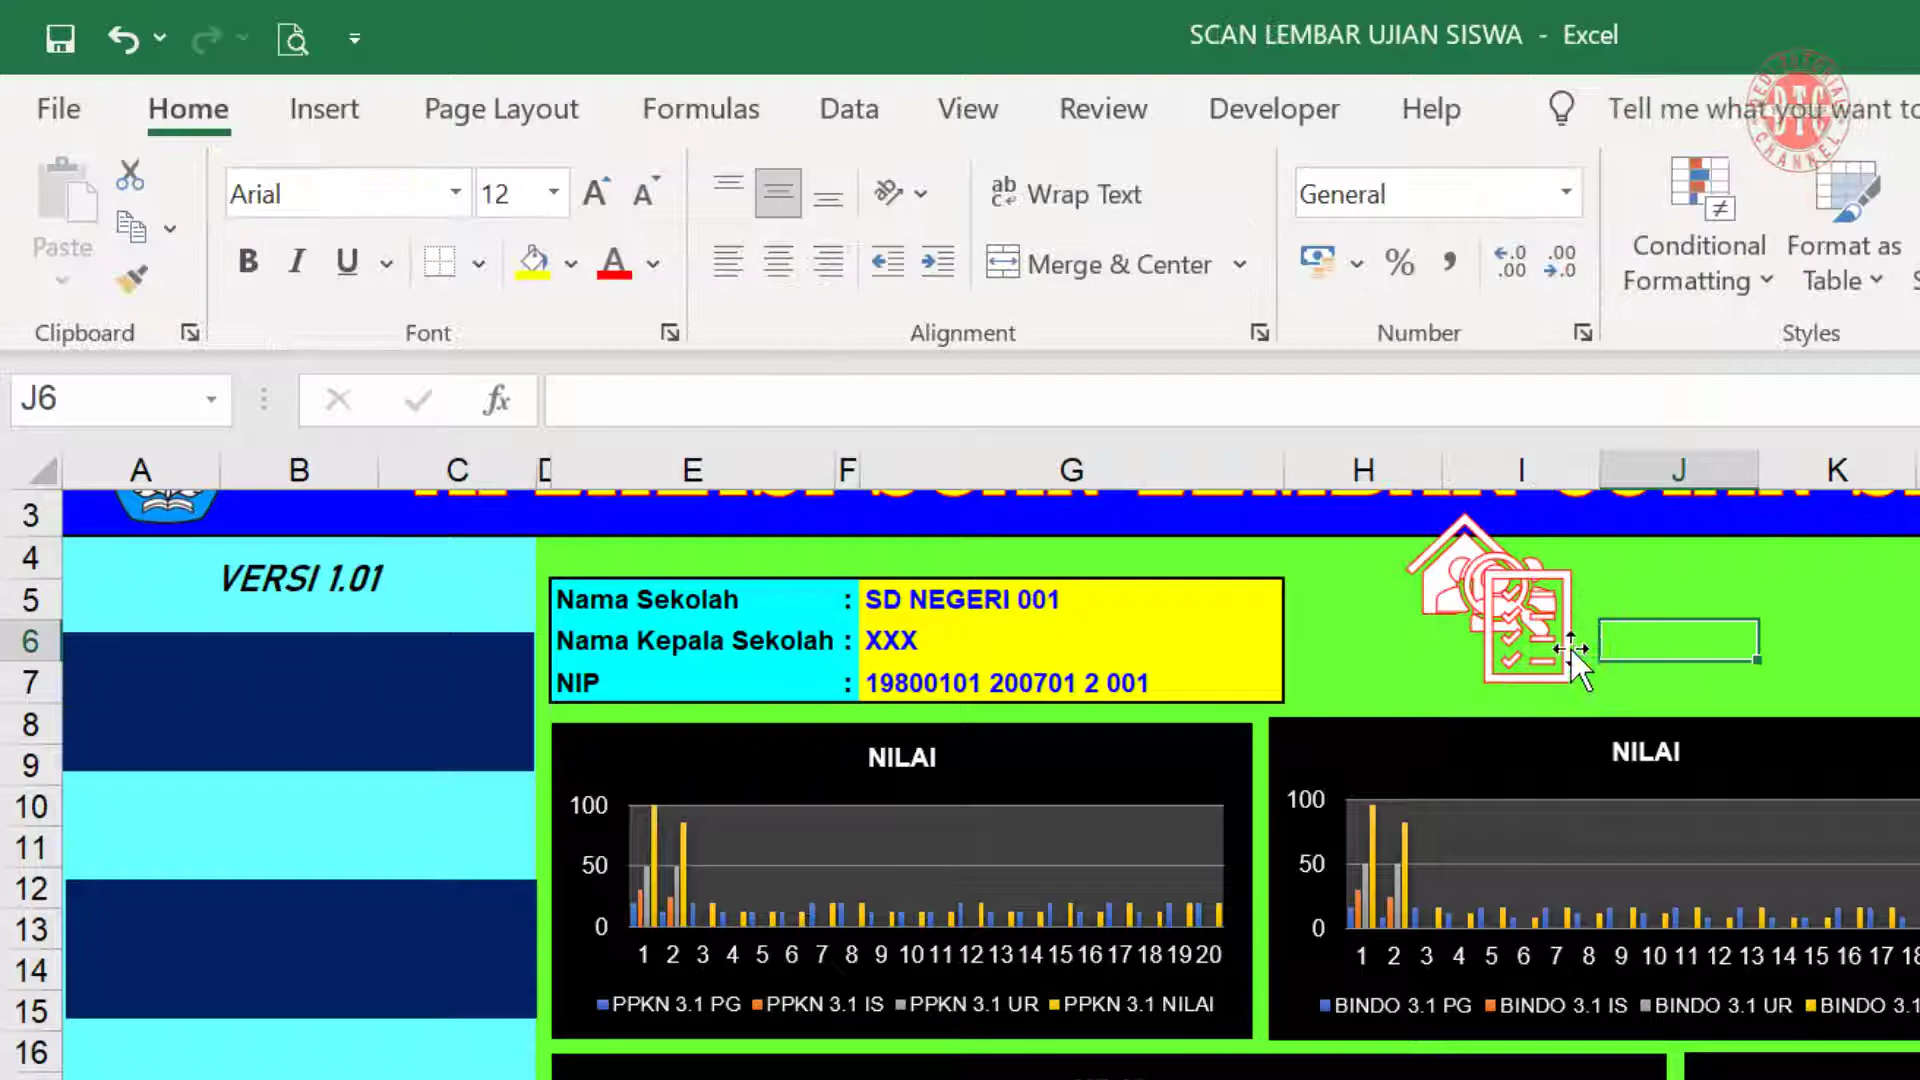 SCAN LEMBAR UJIAN SISWA - Excel
File Home Insert Page Layout Formulas Data View Review Developer Help Tell me what you want to
Arial 12 Wrap Text General
Paste B I U A Merge & Center % Conditional Formatting Format as Table
Clipboard Font Alignment Number Styles
J6 fx
A B C D E F G H I J K
3
4
5
6
7
8
9
10
11
12
13
14
15
16
VERSI 1.01
Nama Sekolah : SD NEGERI 001
Nama Kepala Sekolah : XXX
NIP : 19800101 200701 2 001
NILAI
100
50
0
1 2 3 4 5 6 7 8 9 10 11 12 13 14 15 16 17 18 19 20
PPKN 3.1 PG PPKN 3.1 IS PPKN 3.1 UR PPKN 3.1 NILAI
NILAI
100
50
0
1 2 3 4 5 6 7 8 9 10 11 12 13 14 15 16 17 18
BINDO 3.1 PG BINDO 3.1 IS BINDO 3.1 UR BINDO 3.1